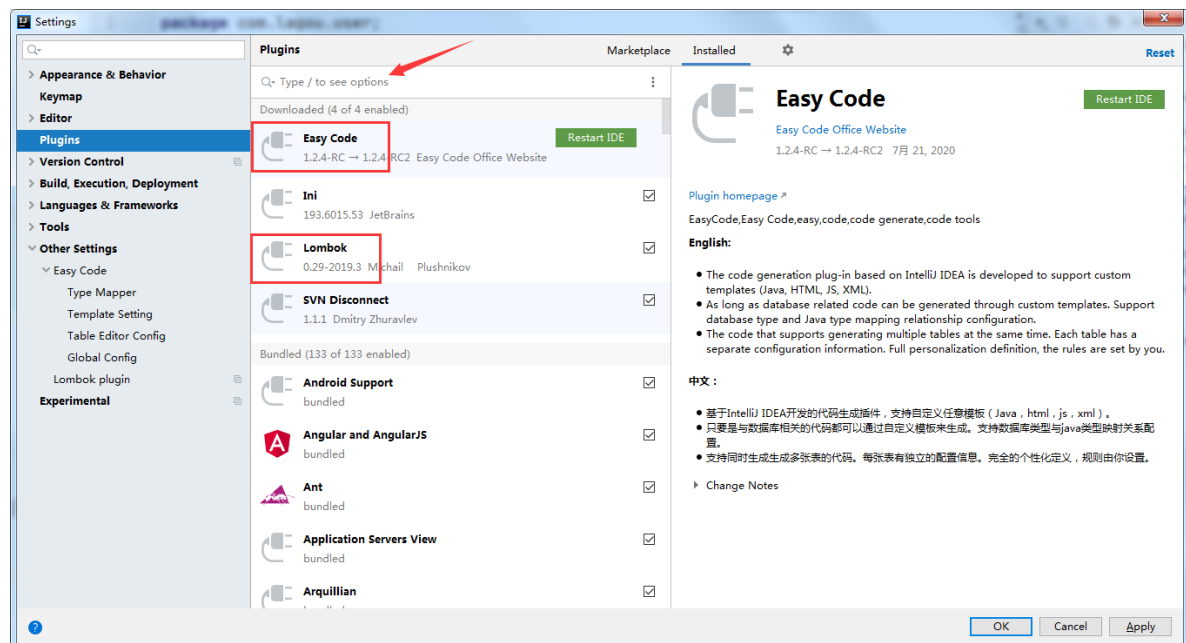 Settings
package com.lagou.user;
Appearance & Behavior
Keymap
Editor
Plugins
Version Control
Build, Execution, Deployment
Languages & Frameworks
Tools
Other Settings
Easy Code
Type Mapper
Template Setting
Table Editor Config
Global Config
Lombok plugin
Experimental
Plugins
Marketplace
Installed
Reset
Type / to see options
Downloaded (4 of 4 enabled)
Easy Code
Restart IDE
1.2.4-RC → 1.2.4-RC2 Easy Code Office Website
Ini
193.6015.53 JetBrains
Lombok
0.29-2019.3 Michail Plushnikov
SVN Disconnect
1.1.1 Dmitry Zhuravlev
Bundled (133 of 133 enabled)
Android Support
bundled
Angular and AngularJS
bundled
Ant
bundled
Application Servers View
bundled
Arquillian
Easy Code
Restart IDE
Easy Code Office Website
1.2.4-RC → 1.2.4-RC2 7月 21, 2020
Plugin homepage
EasyCode,Easy Code,easy,code,code generate,code tools
English:
• The code generation plug-in based on IntelliJ IDEA is developed to support custom
templates (Java, HTML, JS, XML).
• As long as database related code can be generated through custom templates. Support
database type and Java type mapping relationship configuration.
• The code that supports generating multiple tables at the same time. Each table has a
separate configuration information. Full personalization definition, the rules are set by you.
中文：
• 基于IntelliJ IDEA开发的代码生成插件，支持自定义任意模板（Java，html，js，xml）。
• 只要是与数据库相关的代码都可以通过自定义模板来生成。支持数据库类型与java类型映射关系配
置。
• 支持同时生成生成多张表的代码。每张表有独立的配置信息。完全的个性化定义，规则由你设置。
Change Notes
?
OK
Cancel
Apply